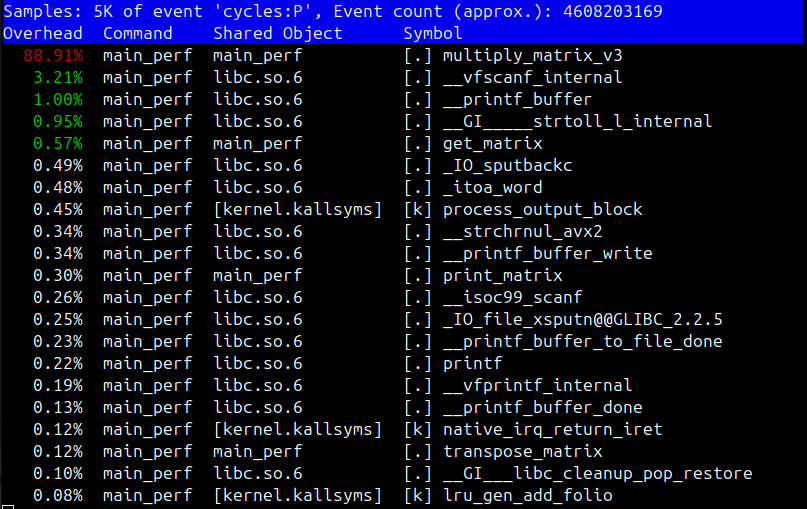 Samples: 5K of event 'cycles:P', Event count (approx.): 4608203169
Overhead  Command    Shared Object      Symbol
  88.91%  main_perf  main_perf          [.] multiply_matrix_v3
   3.21%  main_perf  libc.so.6          [.] __vfscanf_internal
   1.00%  main_perf  libc.so.6          [.] __printf_buffer
   0.95%  main_perf  libc.so.6          [.] __GI_____strtoll_l_internal
   0.57%  main_perf  main_perf          [.] get_matrix
   0.49%  main_perf  libc.so.6          [.] _IO_sputbackc
   0.48%  main_perf  libc.so.6          [.] _itoa_word
   0.45%  main_perf  [kernel.kallsyms]  [k] process_output_block
   0.34%  main_perf  libc.so.6          [.] __strchrnul_avx2
   0.34%  main_perf  libc.so.6          [.] __printf_buffer_write
   0.30%  main_perf  main_perf          [.] print_matrix
   0.26%  main_perf  libc.so.6          [.] __isoc99_scanf
   0.25%  main_perf  libc.so.6          [.] _IO_file_xsputn@@GLIBC_2.2.5
   0.23%  main_perf  libc.so.6          [.] __printf_buffer_to_file_done
   0.22%  main_perf  libc.so.6          [.] printf
   0.19%  main_perf  libc.so.6          [.] __vfprintf_internal
   0.13%  main_perf  libc.so.6          [.] __printf_buffer_done
   0.12%  main_perf  [kernel.kallsyms]  [k] native_irq_return_iret
   0.12%  main_perf  main_perf          [.] transpose_matrix
   0.10%  main_perf  libc.so.6          [.] __GI___libc_cleanup_pop_restore
   0.08%  main_perf  [kernel.kallsyms]  [k] lru_gen_add_folio